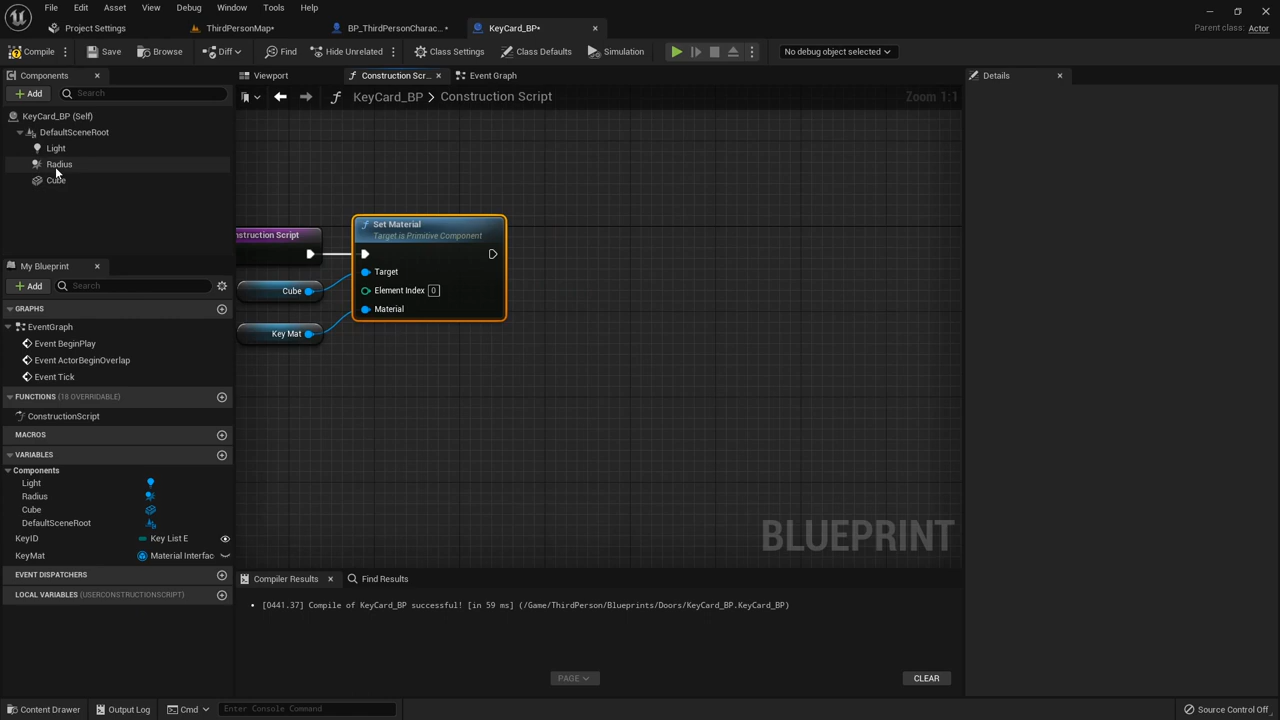 File Edit Asset View Debug Window Tools Help
Project Settings ThirdPersonMap* BP_ThirdPersonCharac...* KeyCard_BP* Parent class: Actor
Compile Save Browse Diff Find Hide Unrelated Class Settings Class Defaults Simulation No debug object selected
Components Viewport Construction Scr... Event Graph Details
Add Search KeyCard_BP > Construction Script Zoom 1:1
KeyCard_BP (Self)
DefaultSceneRoot
Light
Radius
Cube
nstruction Script
Set Material
Target is Primitive Component
Target
Cube
Element Index 0
Material
Key Mat
My Blueprint
Add Search
GRAPHS
EventGraph
Event BeginPlay
Event ActorBeginOverlap
Event Tick
FUNCTIONS (18 OVERRIDABLE)
ConstructionScript
MACROS
VARIABLES
Components
Light
Radius
Cube
DefaultSceneRoot
KeyID Key List E
KeyMat Material Interfac
EVENT DISPATCHERS
LOCAL VARIABLES (USERCONSTRUCTIONSCRIPT)
BLUEPRINT
Compiler Results Find Results
[0441.37] Compile of KeyCard_BP successful! [in 59 ms] (/Game/ThirdPerson/Blueprints/Doors/KeyCard_BP.KeyCard_BP)
PAGE CLEAR
Content Drawer Output Log Cmd Enter Console Command Source Control Off